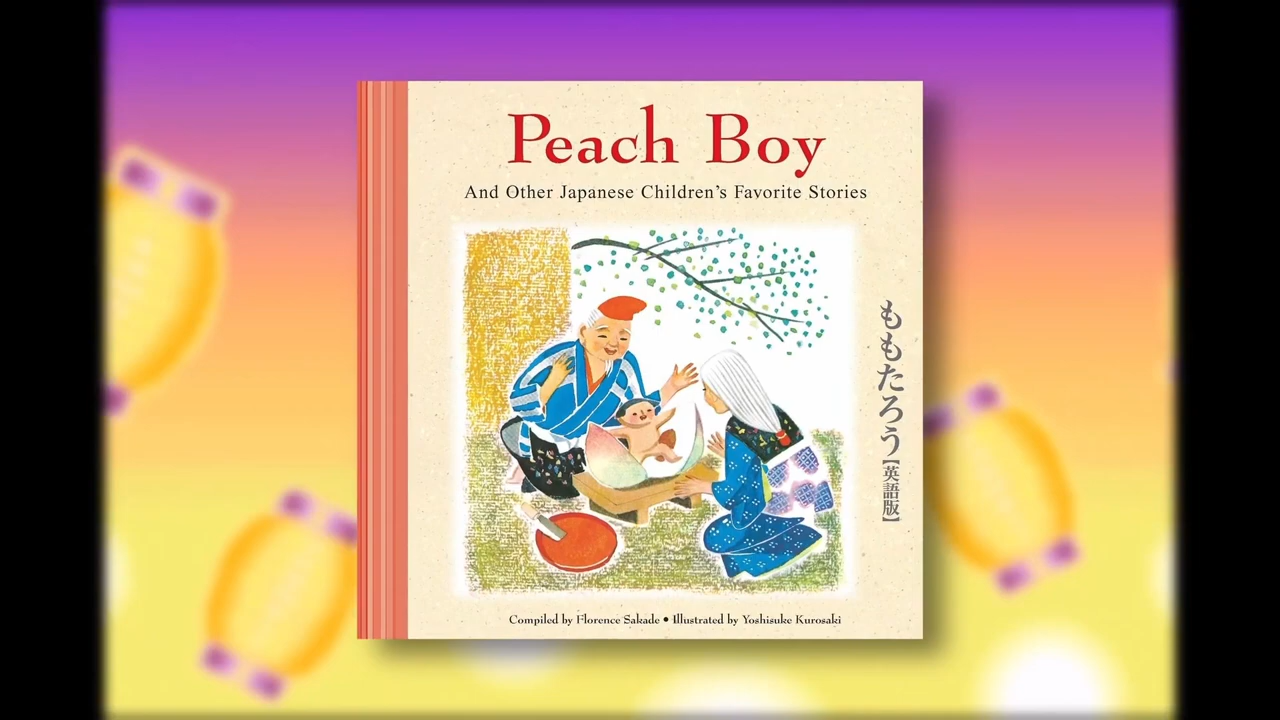 Peach Boy
And Other Japanese Children's Favorite Stories
ももたろう【英語版】
Compiled by Florence Sakade • Illustrated by Yoshisuke Kurosaki